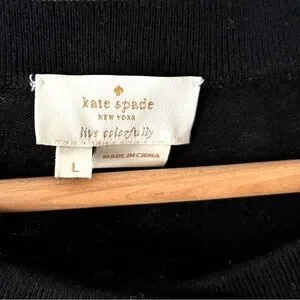 kate spade
NEW YORK
live colorfully
L
MADE IN CHINA